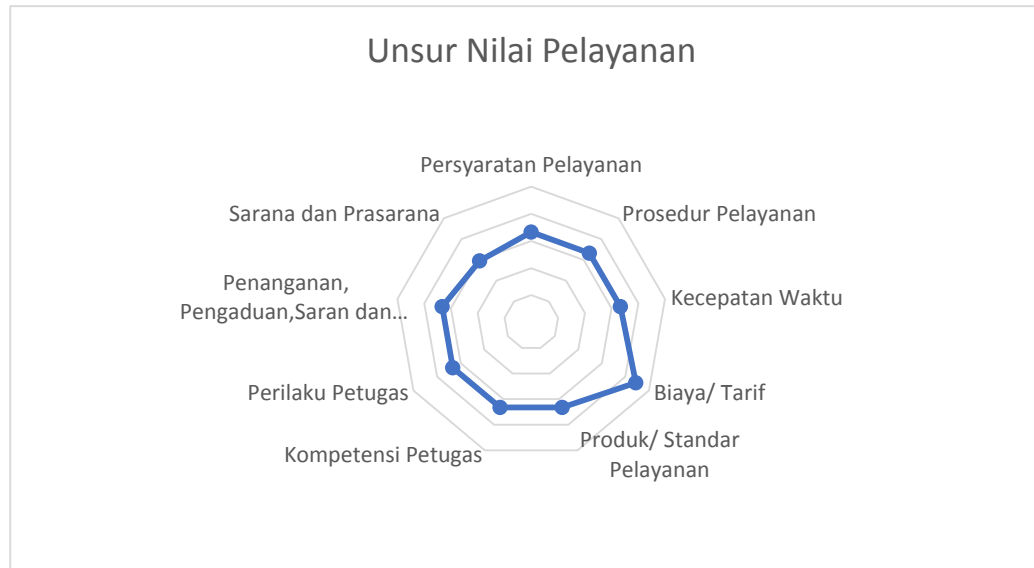 Unsur Nilai Pelayanan
Persyaratan Pelayanan
Prosedur Pelayanan
Kecepatan Waktu
Biaya/ Tarif
Produk/ Standar
Pelayanan
Kompetensi Petugas
Perilaku Petugas
Penanganan,
Pengaduan,Saran dan...
Sarana dan Prasarana